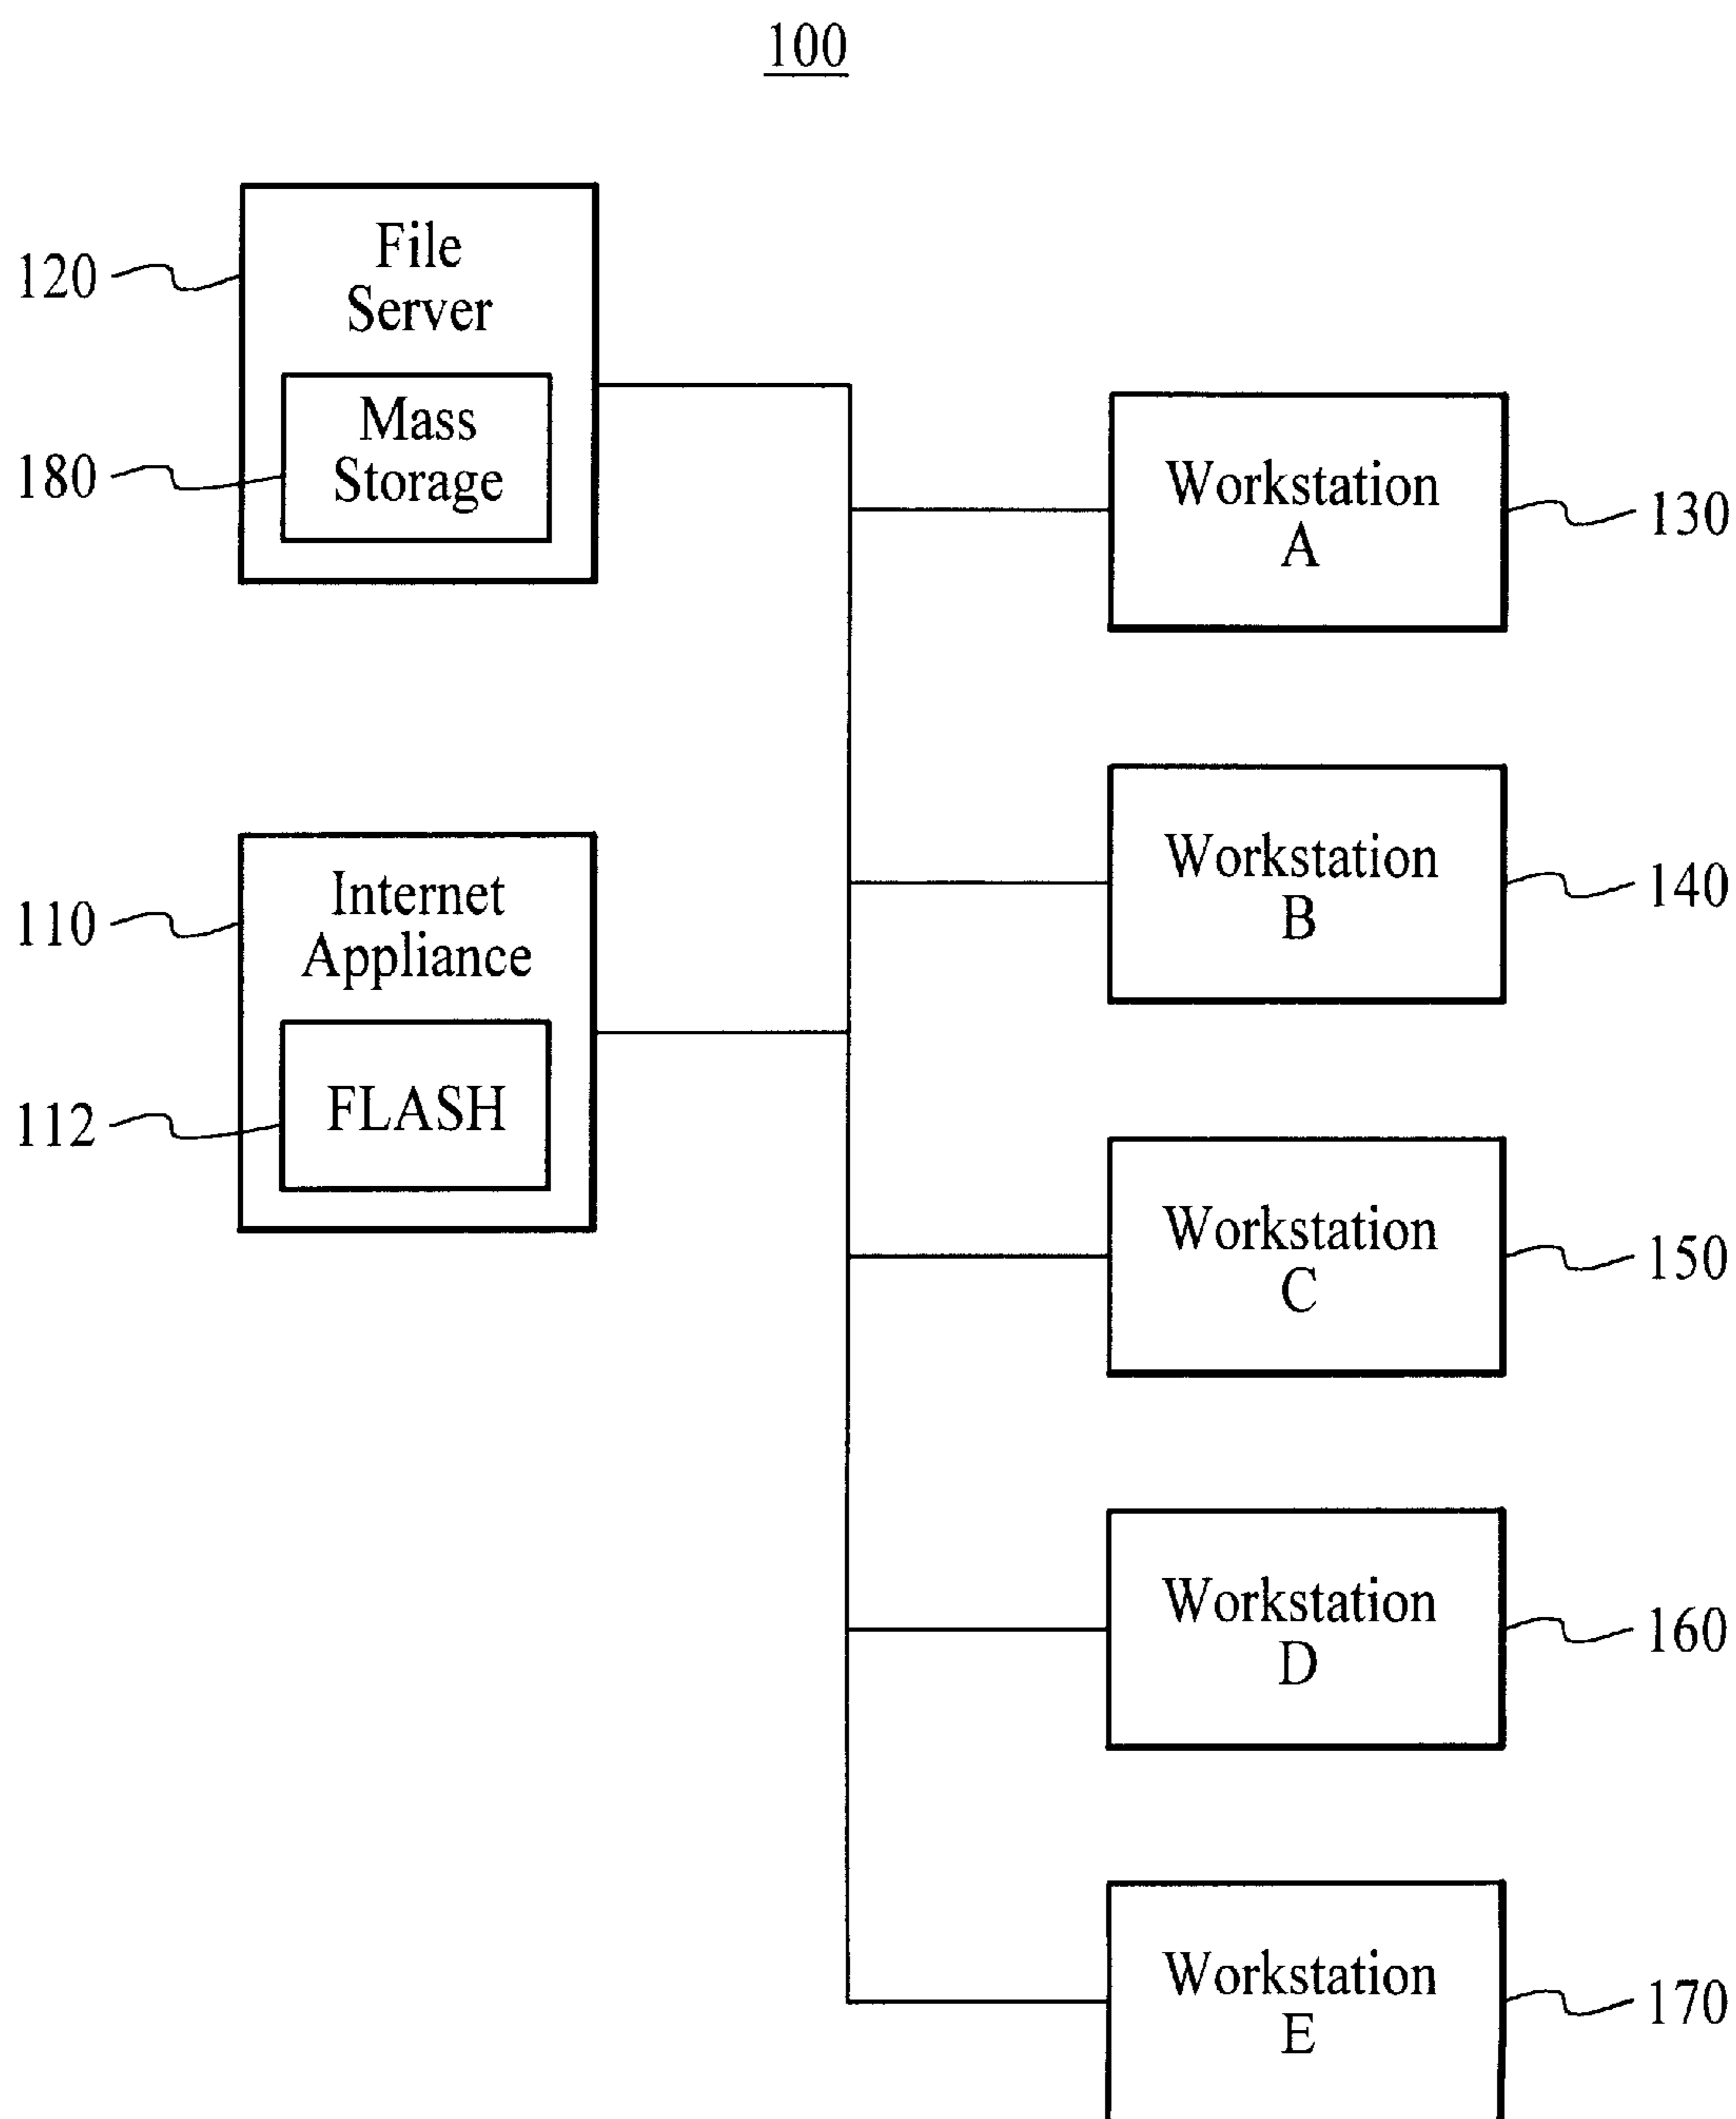 100
120
File
Server
180
Mass
Storage
Workstation
A
130
Workstation
B
140
110
Internet
Appliance
112
FLASH
Workstation
C
150
Workstation
D
160
Workstation
E
170